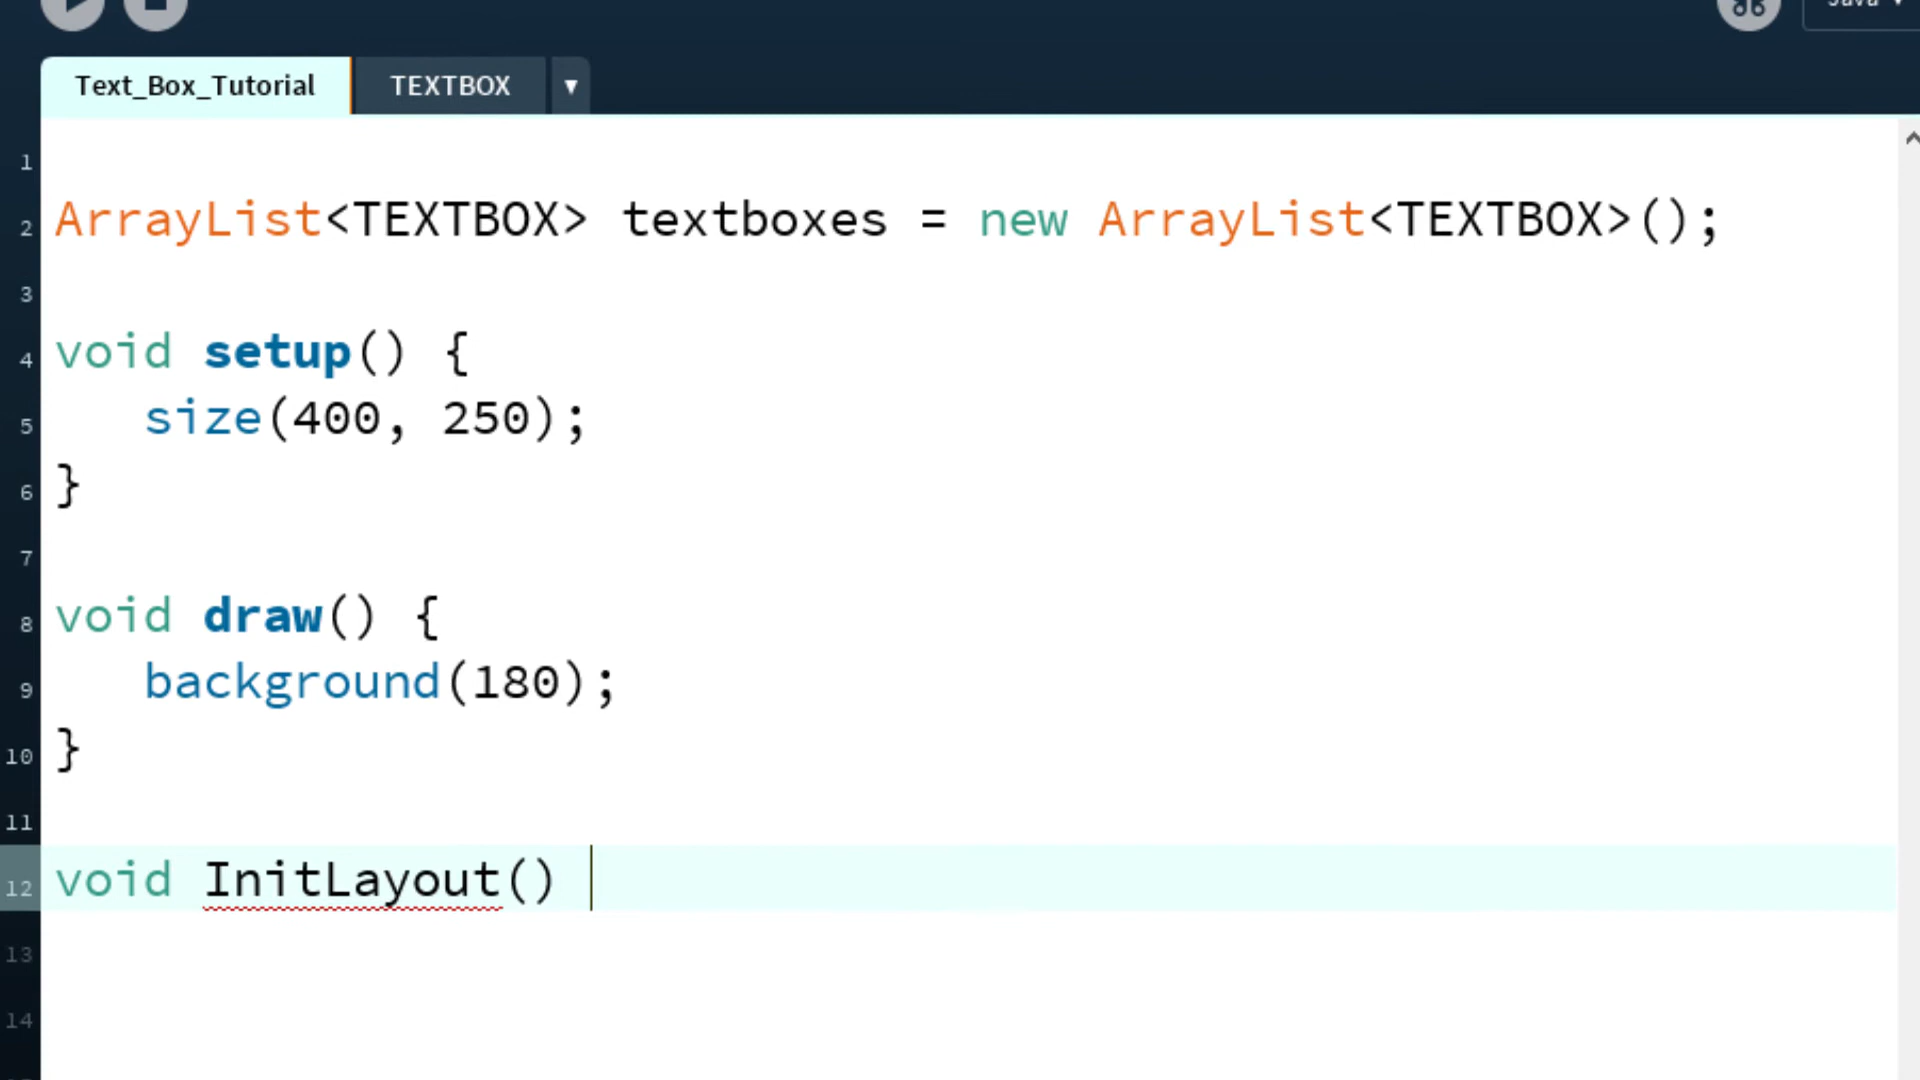 Java ▾
Text_Box_Tutorial TEXTBOX ▼
1
2 ArrayList<TEXTBOX> textboxes = new ArrayList<TEXTBOX>();
3
4 void setup() {
5 size(400, 250);
6 }
7
8 void draw() {
9 background(180);
10 }
11
12 void InitLayout()
13
14